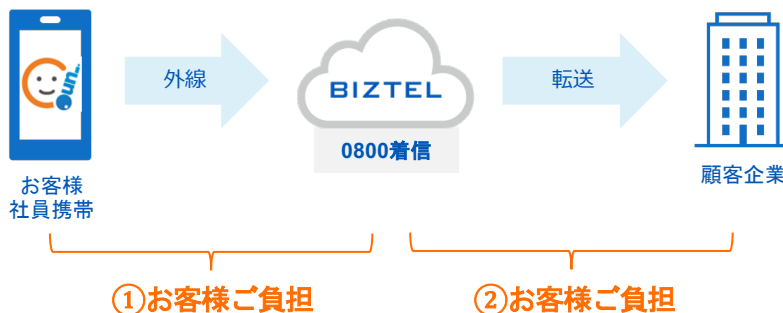 un.
外線
BIZTEL
転送
0800着信
お客様
社員携帯
顧客企業
①お客様ご負担
②お客様ご負担